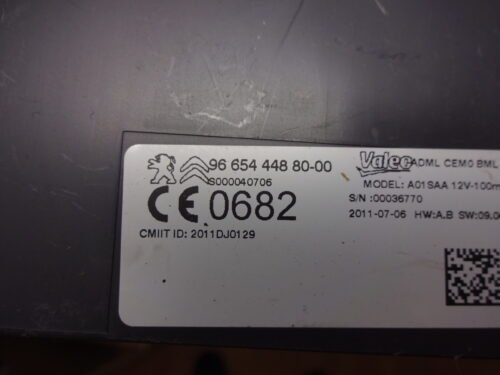 96 654 448 80-00
S000040706
CE 0682
CMIIT ID: 2011DJ0129
Valeo ADML CEM0 BML
MODEL: A01SAA 12V-100m
S/N :00036770
2011-07-06 HW:A.B SW:09.0